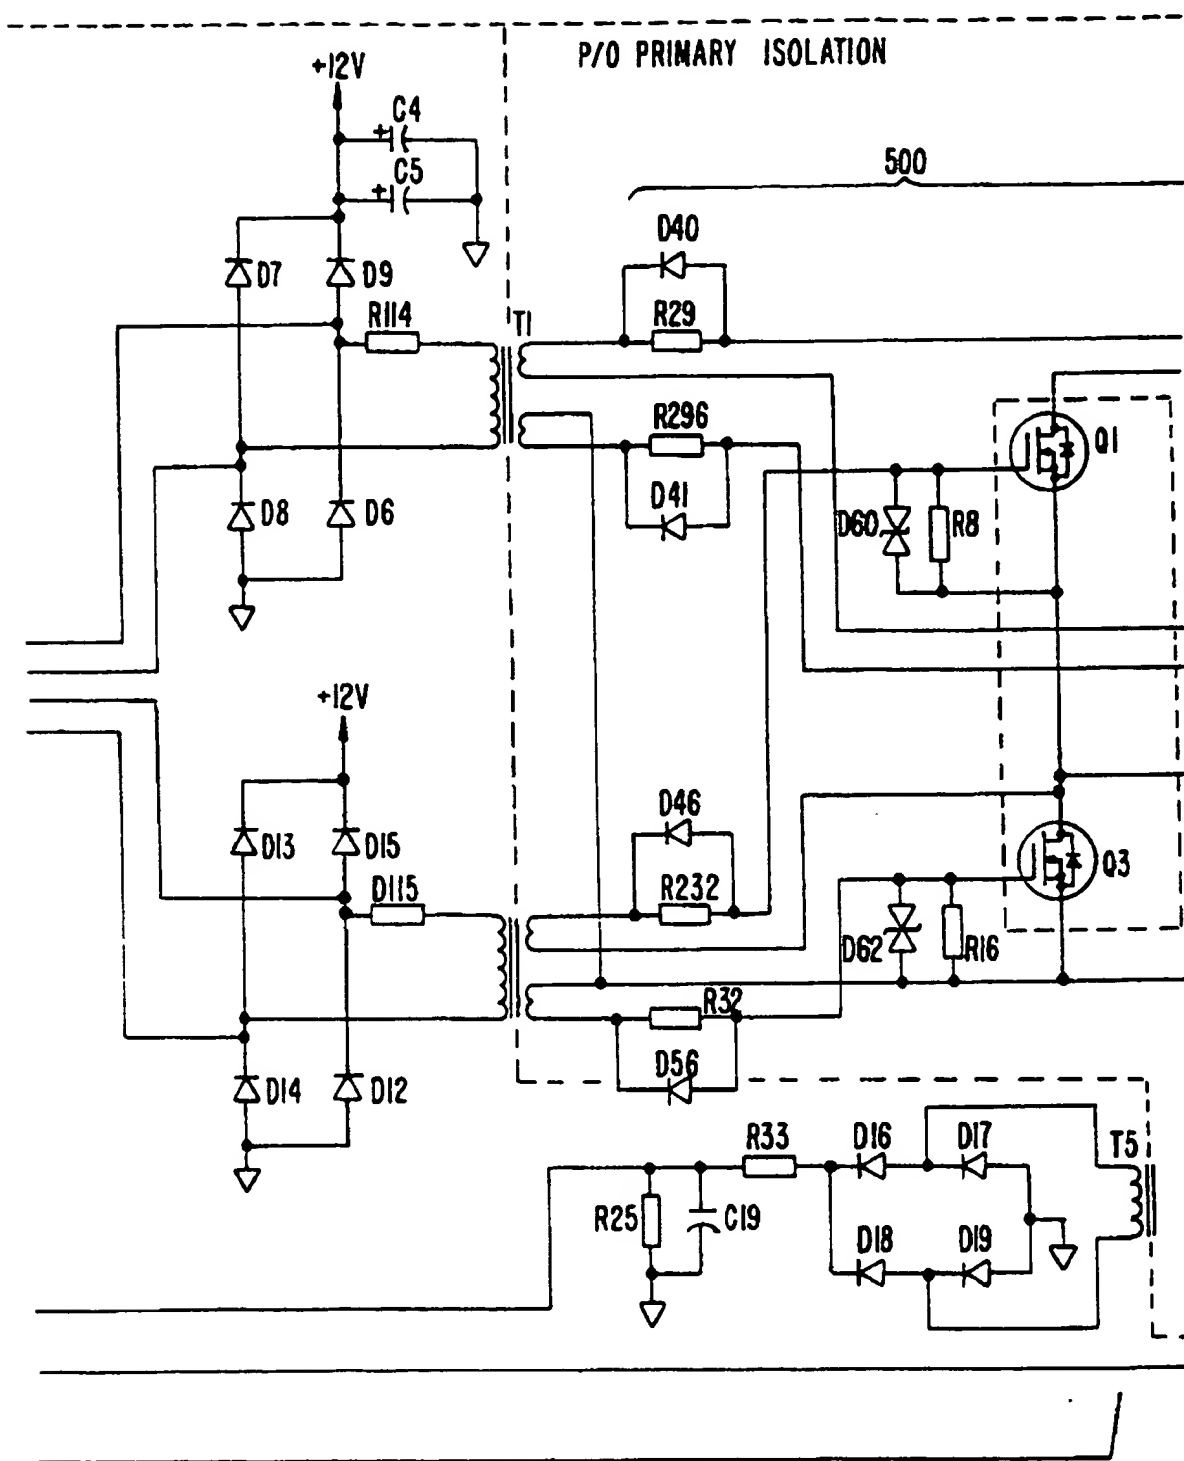 P/O PRIMARY ISOLATION
+12V
C4
C5
500
D40
D7
D9
R114
T1
R29
R296
Q1
D8
D6
D41
D60
R8
+12V
D46
D13
D15
D115
R232
Q3
D62
R16
R32
D14
D12
D56
R33
D16
D17
T5
R25
C19
D18
D19